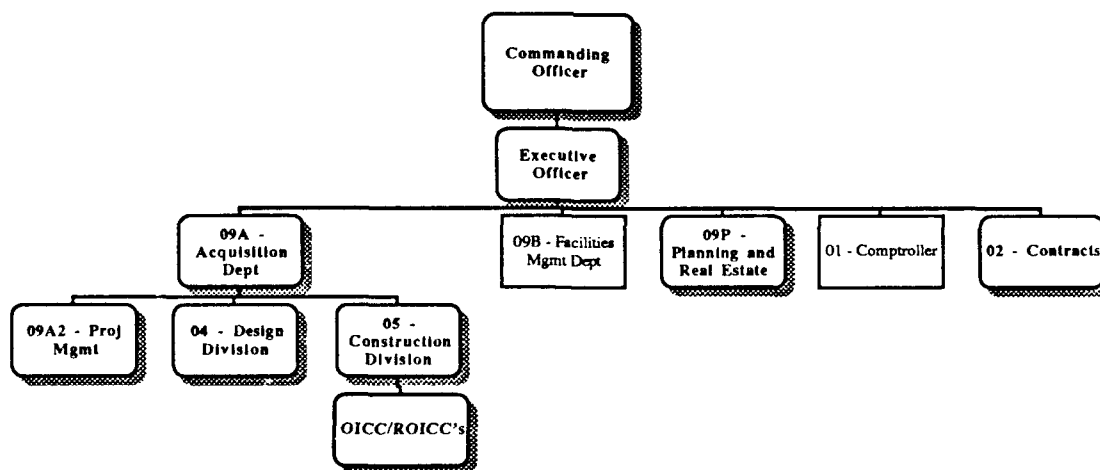 Commanding
Officer
Executive
Officer
09A -
Acquisition
Dept
09B - Facilities
Mgmt Dept
09P -
Planning and
Real Estate
01 - Comptroller
02 - Contracts
09A2 - Proj
Mgmt
04 - Design
Division
05 -
Construction
Division
OICC/ROICC's